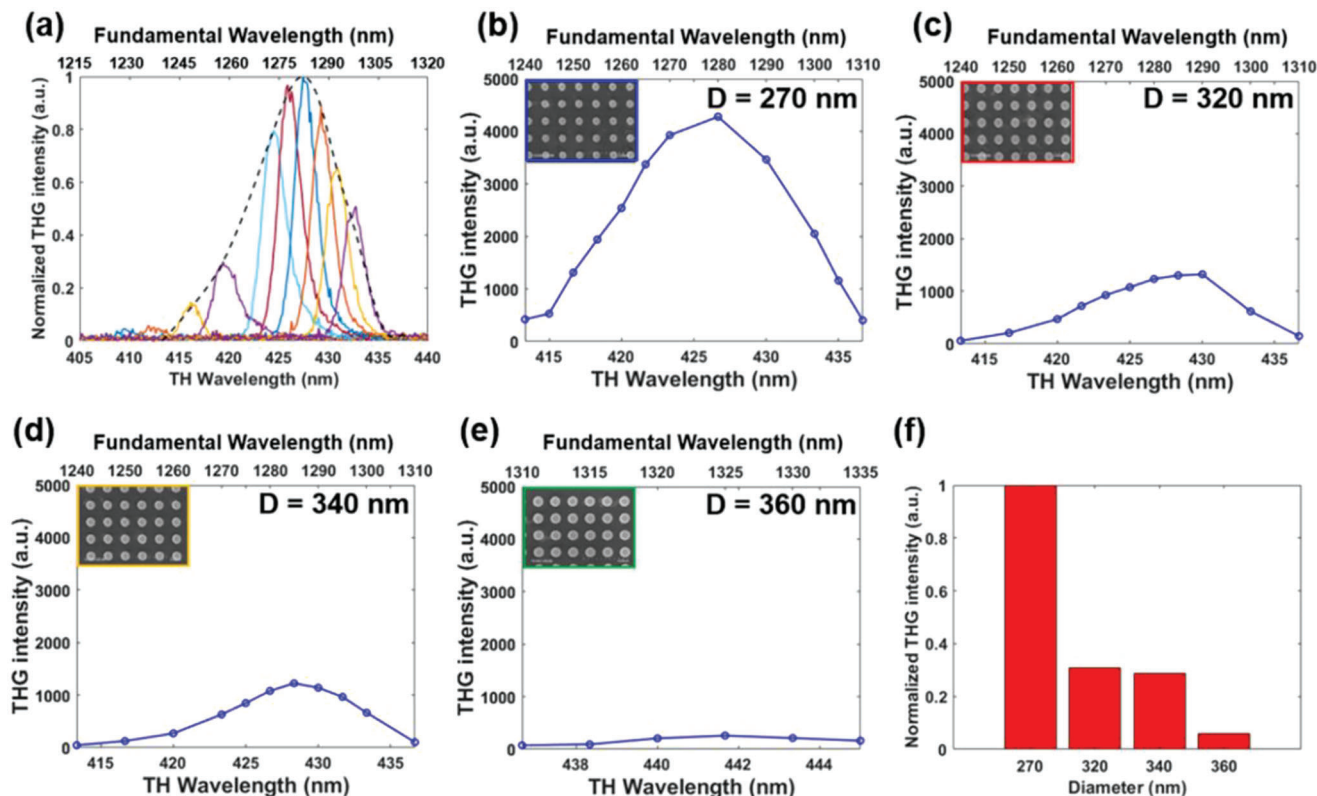 (a)
Fundamental Wavelength (nm)
1215 1230 1245 1260 1275 1290 1305 1320
Normalized THG intensity (a.u.)
1
0.8
0.6
0.4
0.2
0
405 410 415 420 425 430 435 440
TH Wavelength (nm)
(b)
Fundamental Wavelength (nm)
1240 1250 1260 1270 1280 1290 1300 1310
D = 270 nm
THG intensity (a.u.)
5000
4000
3000
2000
1000
0
415 420 425 430 435
TH Wavelength (nm)
(c)
Fundamental Wavelength (nm)
1240 1250 1260 1270 1280 1290 1300 1310
D = 320 nm
THG intensity (a.u.)
5000
4000
3000
2000
1000
0
415 420 425 430 435
TH Wavelength (nm)
(d)
Fundamental Wavelength (nm)
1240 1250 1260 1270 1280 1290 1300 1310
D = 340 nm
THG intensity (a.u.)
5000
4000
3000
2000
1000
0
415 420 425 430 435
TH Wavelength (nm)
(e)
Fundamental Wavelength (nm)
1310 1315 1320 1325 1330 1335
D = 360 nm
THG intensity (a.u.)
5000
4000
3000
2000
1000
0
438 440 442 444
TH Wavelength (nm)
(f)
Normalized THG intensity (a.u.)
1
0.8
0.6
0.4
0.2
0
270 320 340 360
Diameter (nm)